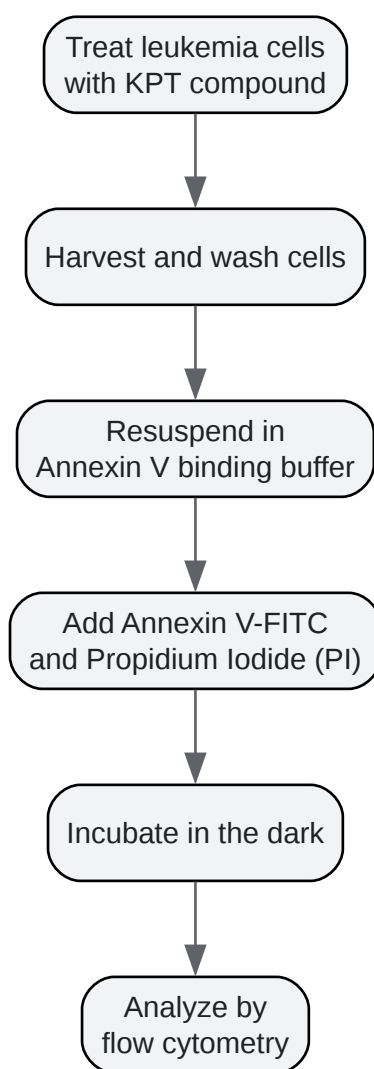 Treat leukemia cells
with KPT compound
Harvest and wash cells
Resuspend in
Annexin V binding buffer
Add Annexin V-FITC
and Propidium Iodide (PI)
Incubate in the dark
Analyze by
flow cytometry